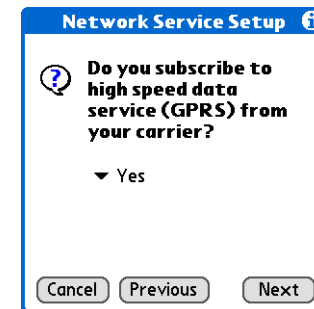 Network Service Setup
Do you subscribe to
high speed data
service (GPRS) from
your carrier?
Yes
Cancel Previous Next